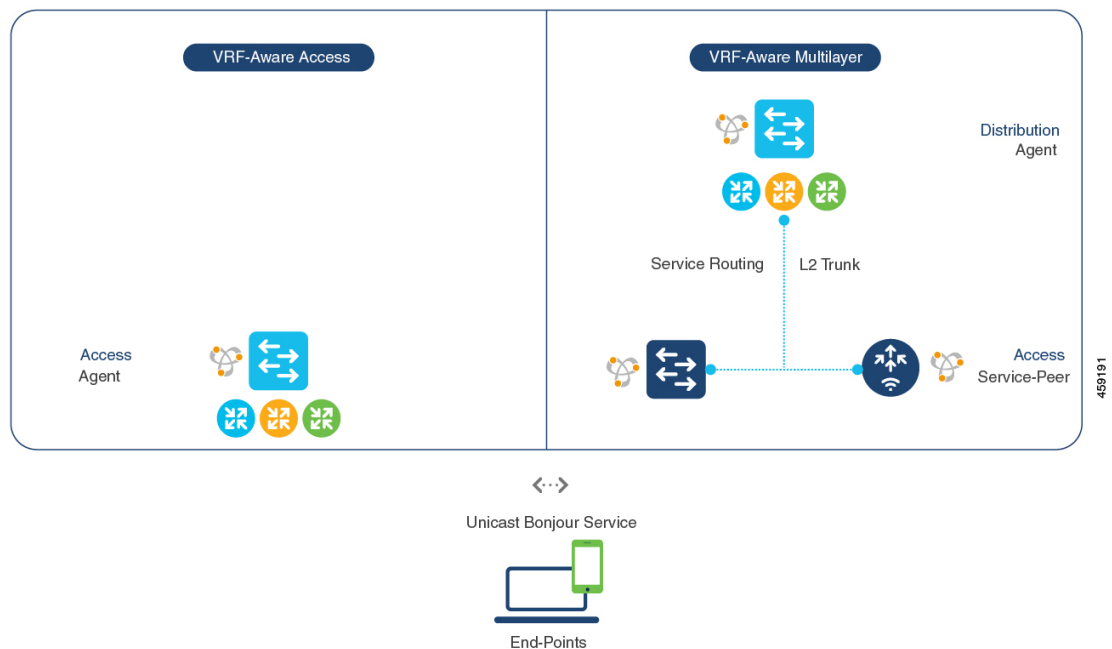 VRF-Aware Access
VRF-Aware Multilayer
Distribution
Agent
Service Routing
L2 Trunk
Access
Agent
Access
Service-Peer
459191
Unicast Bonjour Service
End-Points